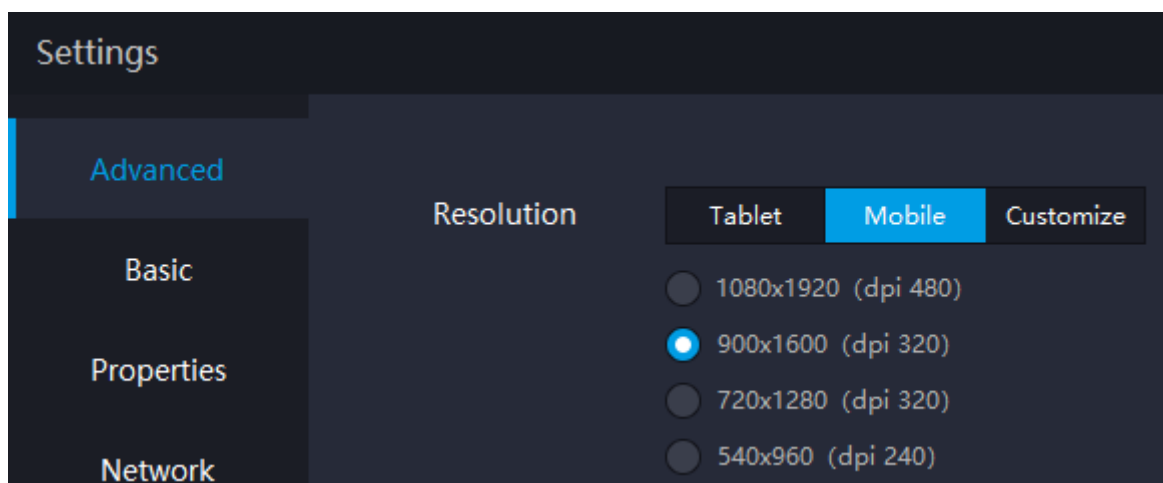 Settings
Advanced
Resolution
Tablet
Mobile
Customize
Basic
1080x1920 (dpi 480)
900x1600 (dpi 320)
Properties
720x1280 (dpi 320)
540x960 (dpi 240)
Network